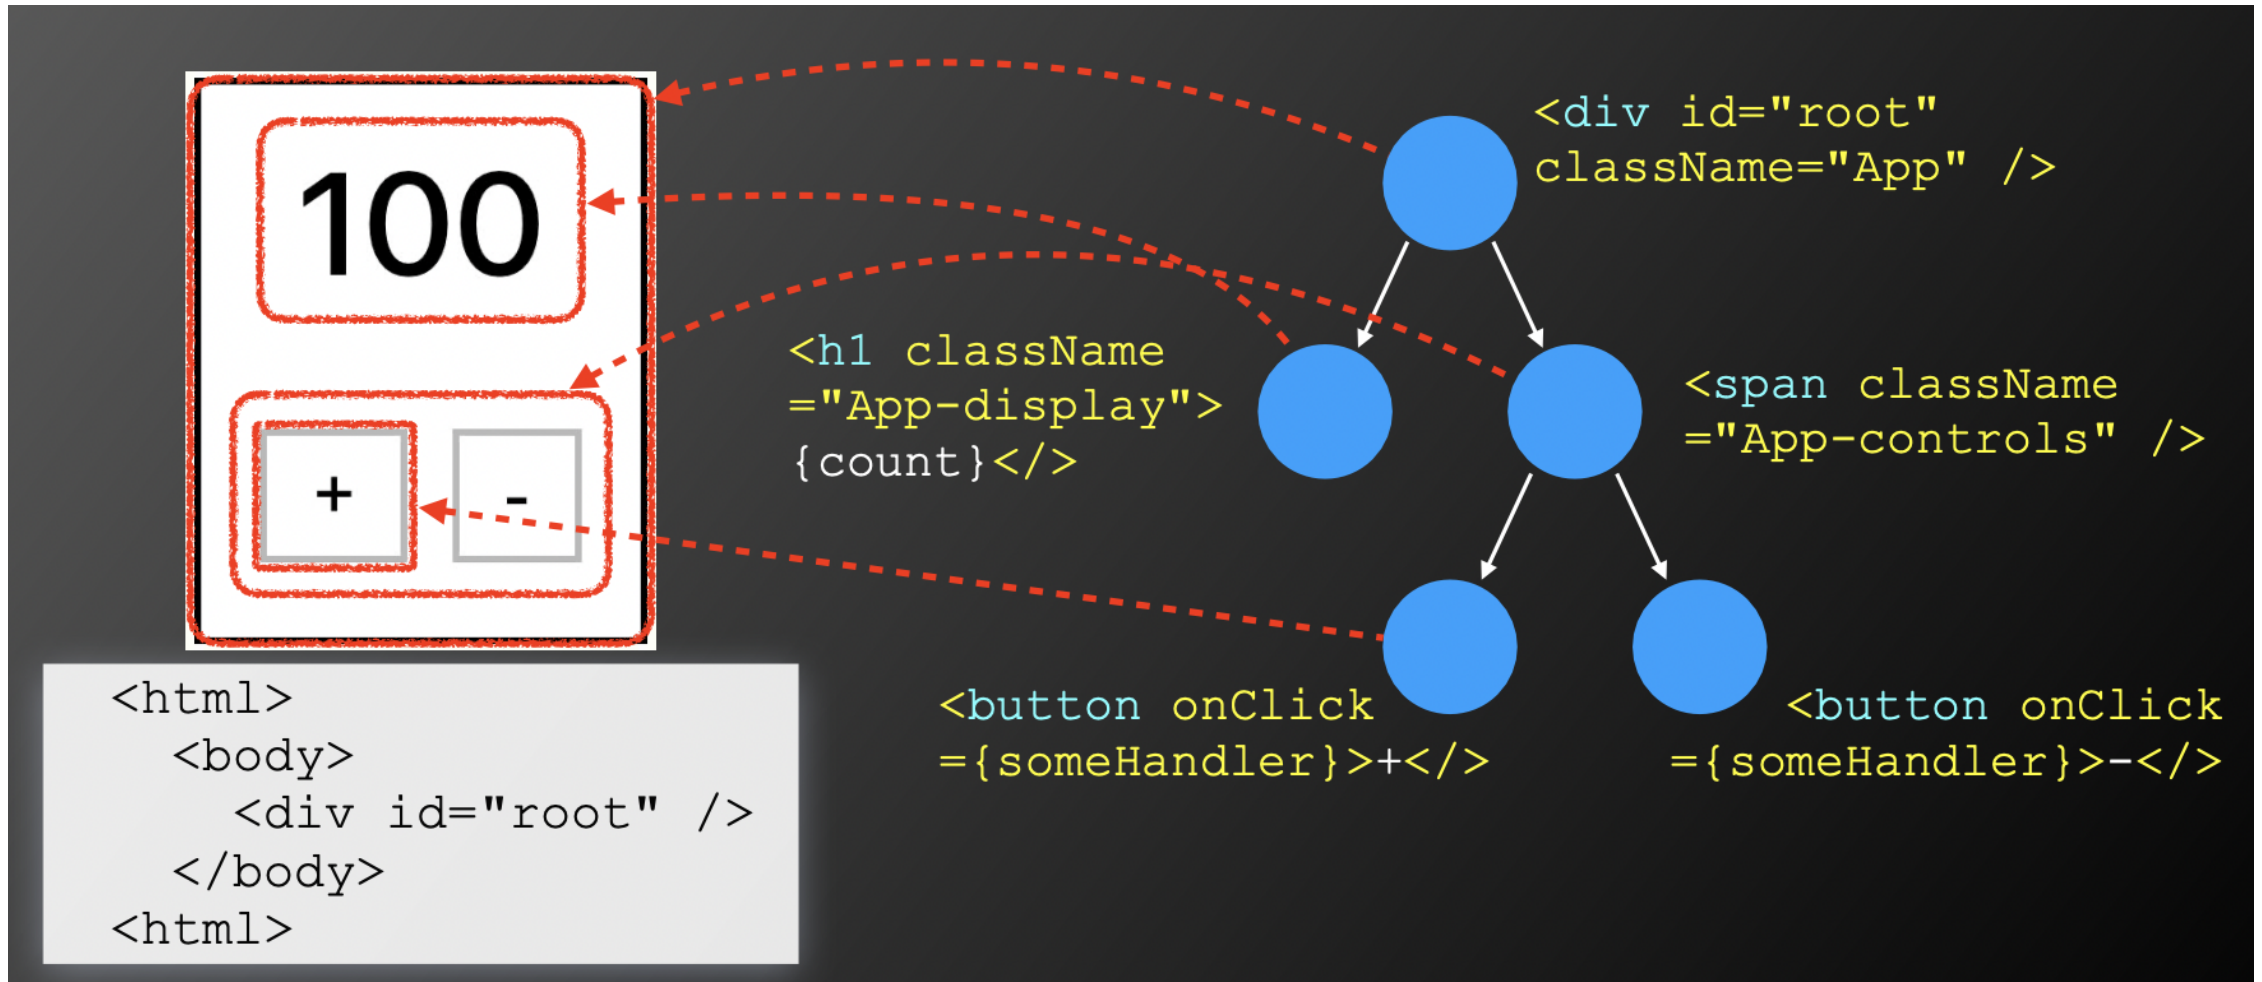 100
+ -
<html>
<body>
<div id="root" />
</body>
<html>
<div id="root"
className="App" />
<h1 className
="App-display">
{count}</>
<span className
="App-controls" />
<button onClick
={someHandler}>+</>
<button onClick
={someHandler}>-</>